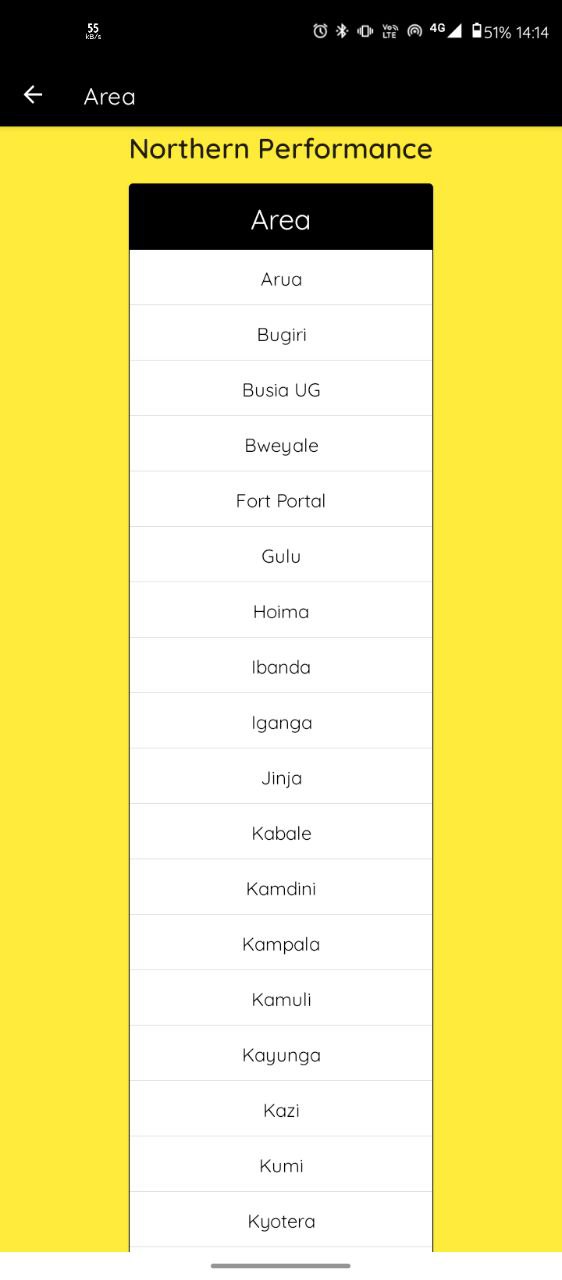 55
kB/s
Vo))
LTE
4G
51% 14:14
Area
Northern Performance
Area
Arua
Bugiri
Busia UG
Bweyale
Fort Portal
Gulu
Hoima
Ibanda
Iganga
Jinja
Kabale
Kamdini
Kampala
Kamuli
Kayunga
Kazi
Kumi
Kyotera